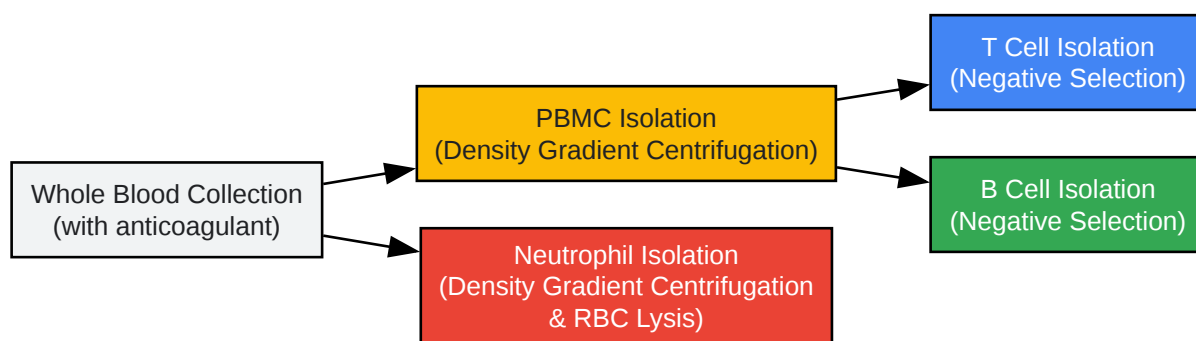 Whole Blood Collection
(with anticoagulant)
PBMC Isolation
(Density Gradient Centrifugation)
Neutrophil Isolation
(Density Gradient Centrifugation
& RBC Lysis)
T Cell Isolation
(Negative Selection)
B Cell Isolation
(Negative Selection)